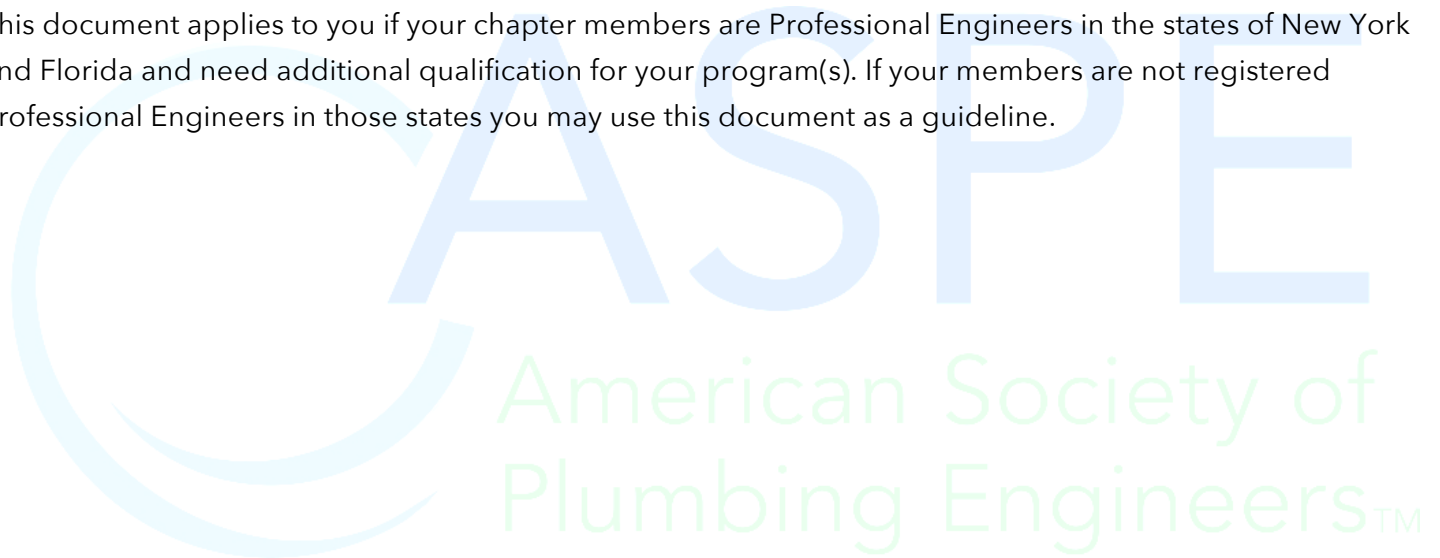 his document applies to you if your chapter members are Professional Engineers in the states of New York
nd Florida and need additional qualification for your program(s). If your members are not registered
rofessional Engineers in those states you may use this document as a guideline.
ASPE
American Society of
Plumbing Engineers™